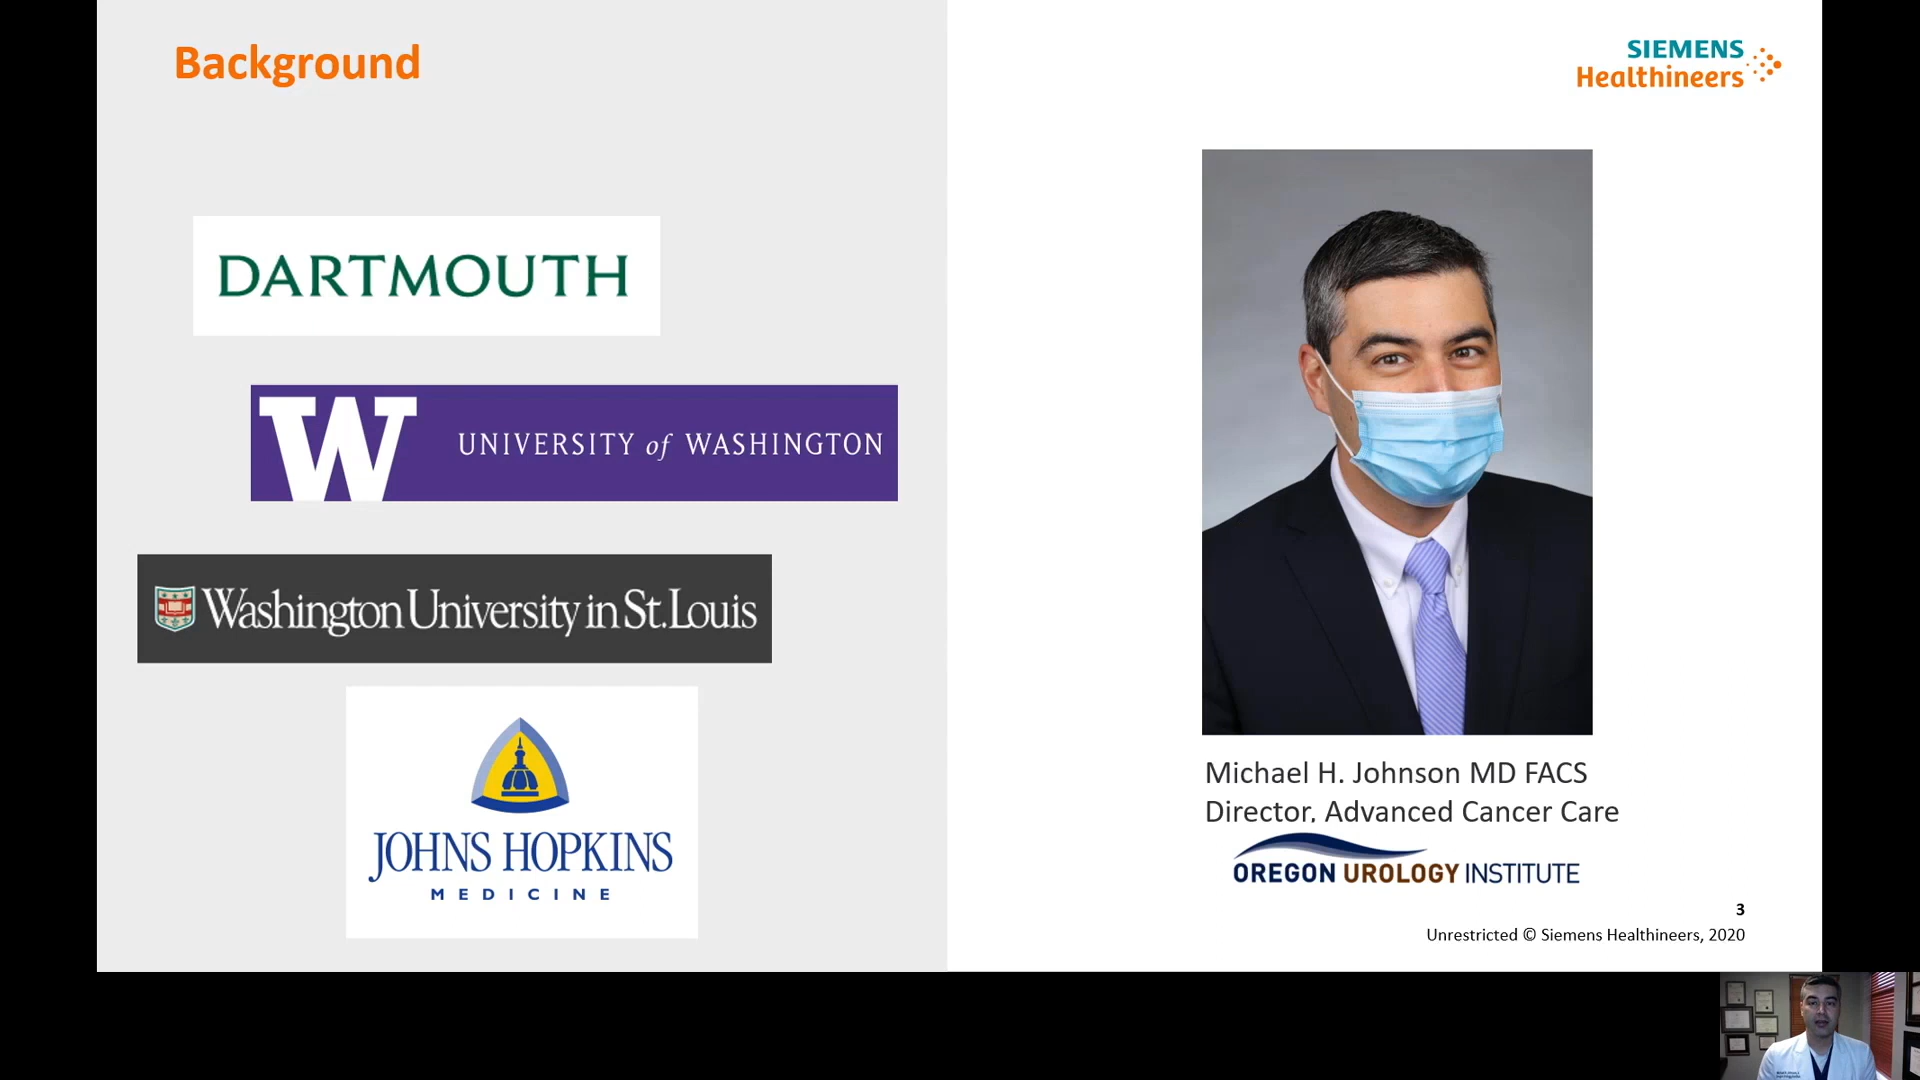 Background
SIEMENS
Healthineers
DARTMOUTH
W UNIVERSITY of WASHINGTON
Washington University in St. Louis
JOHNS HOPKINS
MEDICINE
Michael H. Johnson MD FACS
Director, Advanced Cancer Care
OREGON UROLOGY INSTITUTE
3
Unrestricted © Siemens Healthineers, 2020